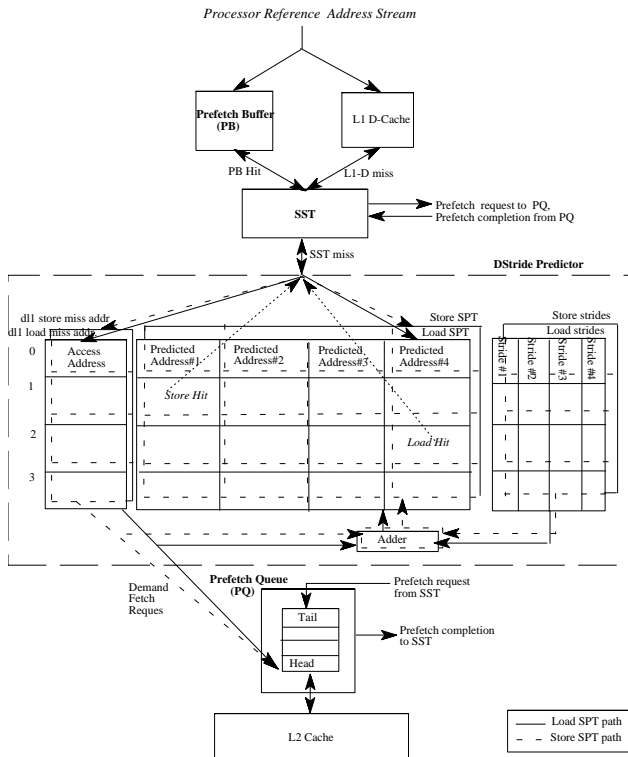 Processor Reference Address Stream
Prefetch Buffer
(PB)
L1 D-Cache
PB Hit
L1-D miss
SST
Prefetch request to PQ,
Prefetch completion from PQ
SST miss
DStride Predictor
dl1 store miss addr
dl1 load miss addr
Store SPT
Load SPT
Store strides
Load strides
0
Access
Address
Predicted
Address#1
Predicted
Address#2
Predicted
Address#3
Predicted
Address#4
Stride #1
Stride #2
Stride #3
Stride #4
1
Store Hit
2
Load Hit
3
Adder
Demand
Fetch
Reques
Prefetch Queue
(PQ)
Prefetch request
from SST
Tail
Prefetch completion
to SST
Head
L2 Cache
Load SPT path
Store SPT path